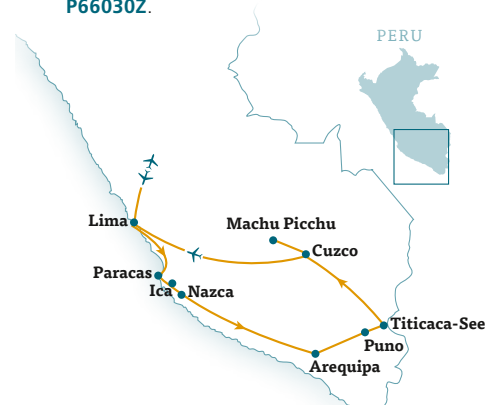 P66030Z.
PERU
Lima
Machu Picchu
Cuzco
Paracas
Ica
Nazca
Titicaca-See
Puno
Arequipa